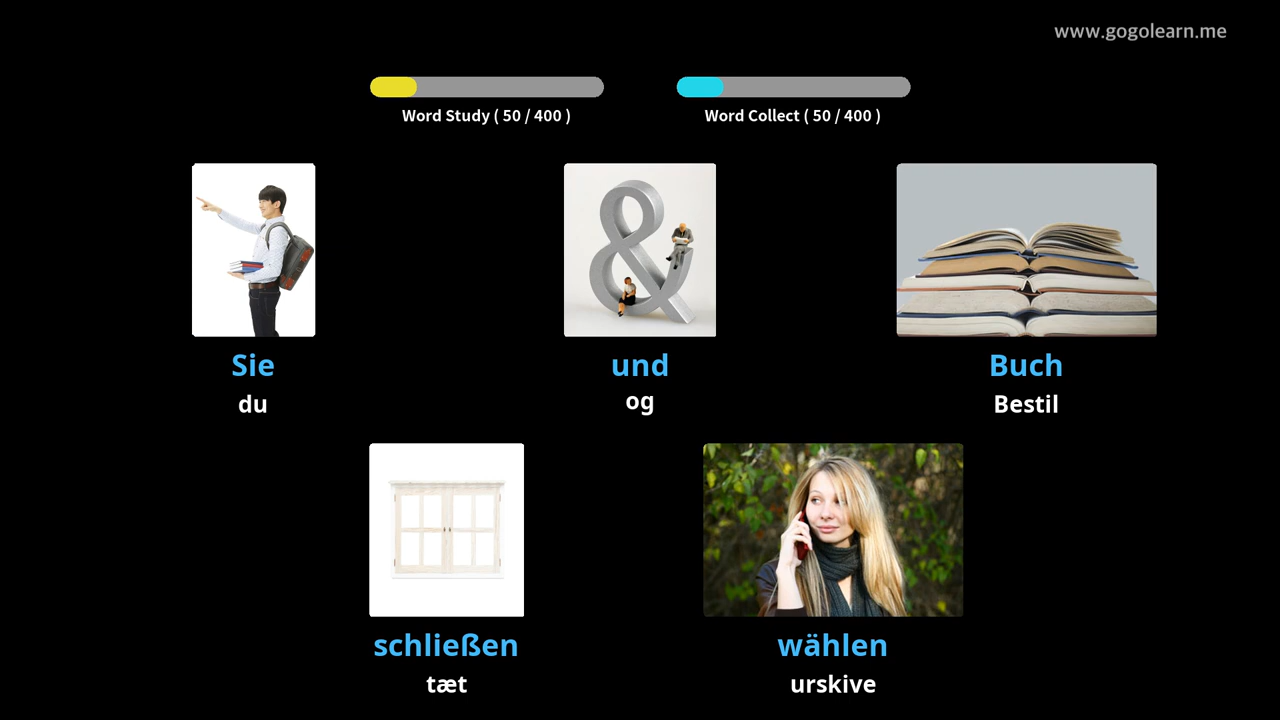 www.gogolearn.me
Word Study ( 50 / 400 )
Word Collect ( 50 / 400 )
Sie
du
und
og
Buch
Bestil
schließen
tæt
wählen
urskive